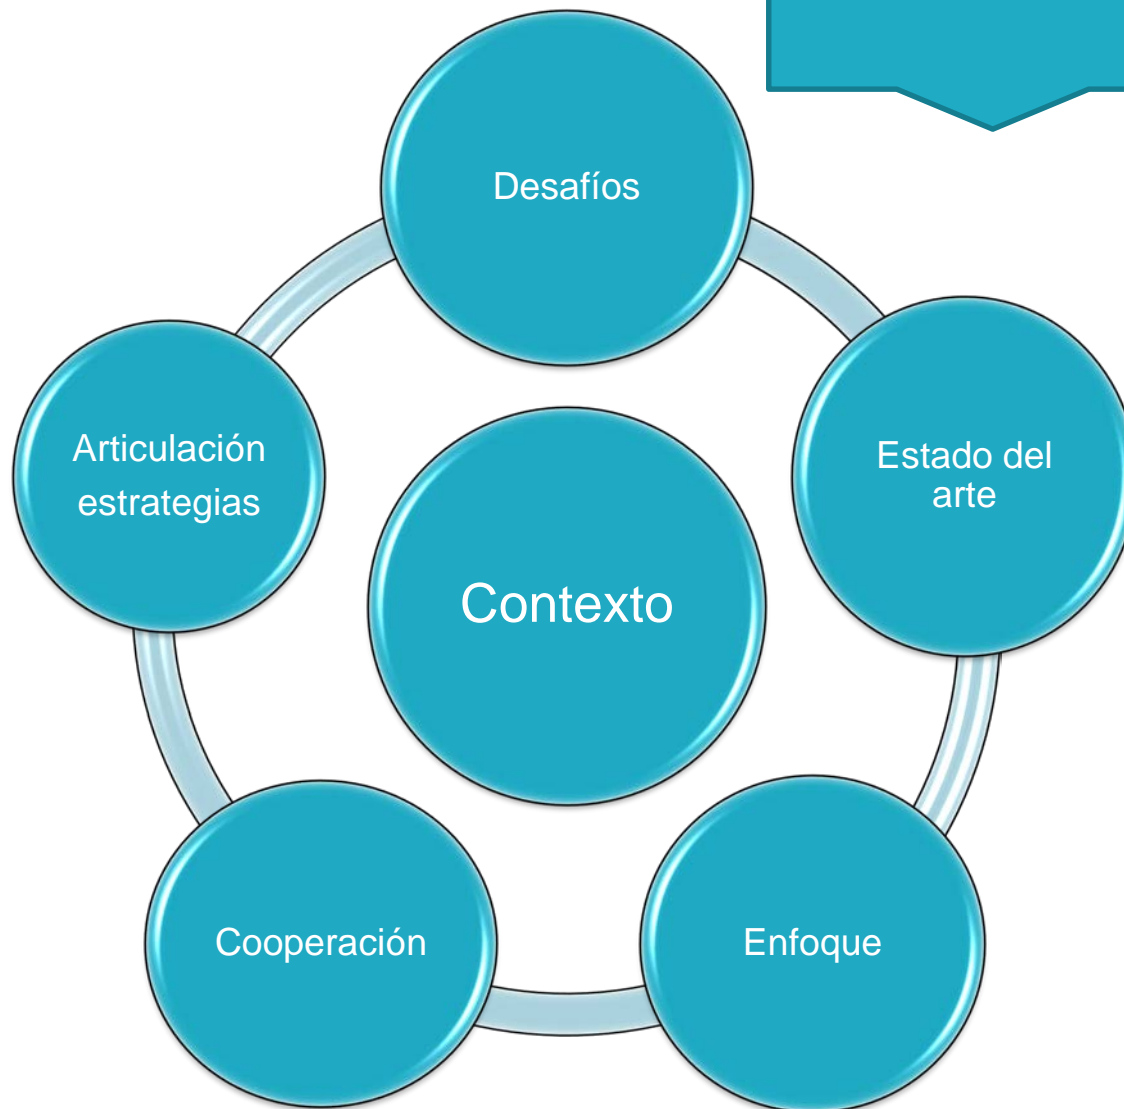 Desafíos
Articulación
estrategias
Estado del
arte
Contexto
Cooperación
Enfoque